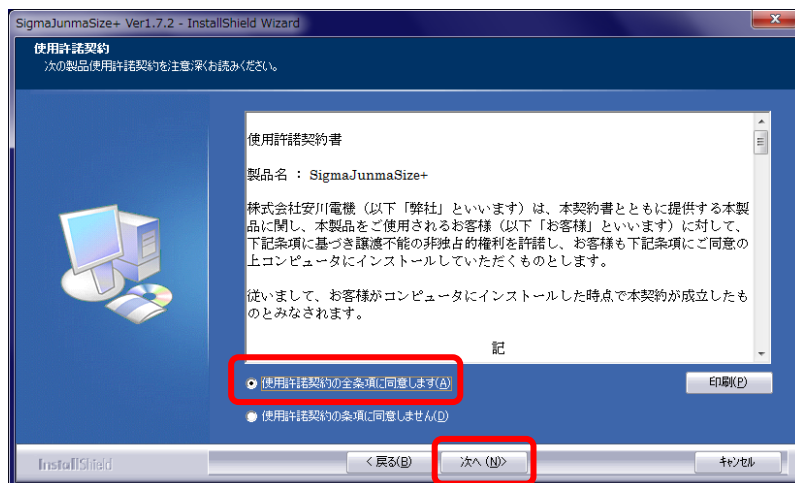 SigmaJunmaSize+ Ver1.7.2 - InstallShield Wizard
使用許諾契約
次の製品使用許諾契約を注意深くお読みください。
使用許諾契約書
製品名 ： SigmaJunmaSize+
株式会社安川電機（以下「弊社」といいます）は、本契約書とともに提供する本製
品に関し、本製品をご使用されるお客様（以下「お客様」といいます）に対して、
下記条項に基づき譲渡不能の非独占的権利を許諾し、お客様も下記条項にご同意の
上コンピュータにインストールしていただくものとします。
従いまして、お客様がコンピュータにインストールした時点で本契約が成立したも
のとみなされます。
記
使用許諾契約の全条項に同意します(A)
印刷(P)
使用許諾契約の条項に同意しません(D)
InstallShield
< 戻る(B)
次へ (N)>
キャンセル